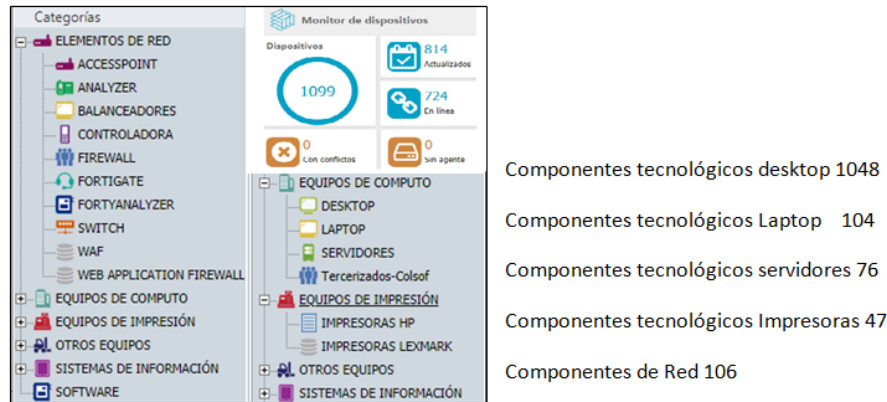 Categorías
ELEMENTOS DE RED
ACCESSPOINT
ANALYZER
BALANCEADORES
CONTROLADORA
FIREWALL
FORTIGATE
FORTYANALYZER
SWITCH
WAF
WEB APPLICATION FIREWALL
EQUIPOS DE COMPUTO
EQUIPOS DE IMPRESIÓN
OTROS EQUIPOS
SISTEMAS DE INFORMACIÓN
SOFTWARE
Monitor de dispositivos
Dispositivos
1099
814
Actualizados
724
En línea
0
Con conflictos
0
Sin agente
EQUIPOS DE COMPUTO
DESKTOP
LAPTOP
SERVIDORES
Tercerizados-Colsof
EQUIPOS DE IMPRESIÓN
IMPRESORAS HP
IMPRESORAS LEXMARK
OTROS EQUIPOS
SISTEMAS DE INFORMACIÓN
Componentes tecnológicos desktop 1048
Componentes tecnológicos Laptop 104
Componentes tecnológicos servidores 76
Componentes tecnológicos Impresoras 47
Componentes de Red 106